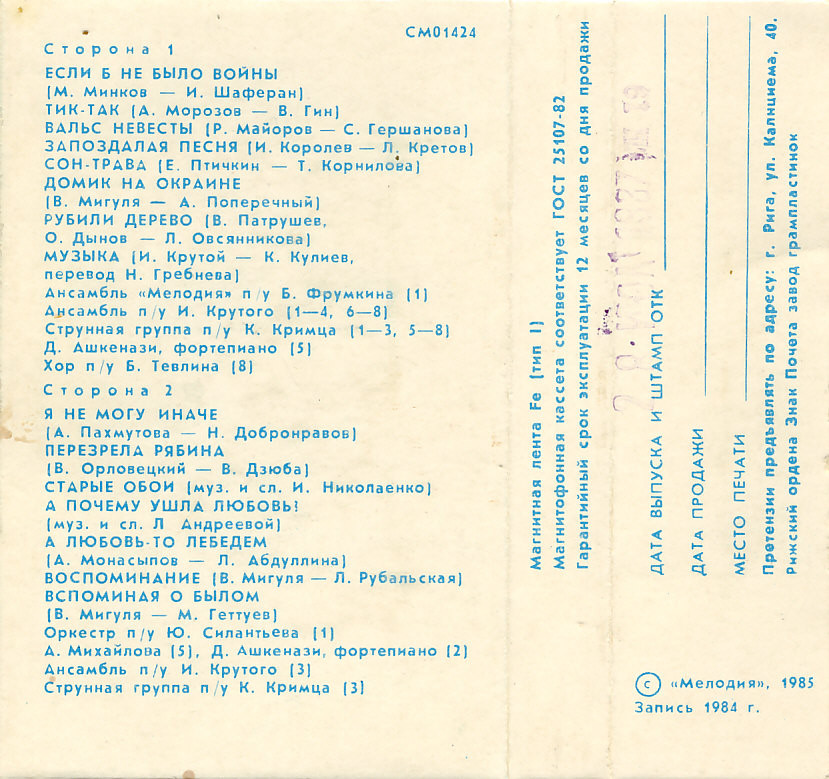 СМ01424
Сторона 1
ЕСЛИ Б НЕ БЫЛО ВОЙНЫ
(М. Минков — И. Шаферан)
ТИК-ТАК (А. Морозов — В. Гин)
ВАЛЬС НЕВЕСТЫ (Р. Майоров — С. Гершанова)
ЗАПОЗДАЛАЯ ПЕСНЯ (И. Королев — Л. Кретов)
СОН-ТРАВА (Е. Птичкин — Т. Корнилова)
ДОМИК НА ОКРАИНЕ
(В. Мигуля — А. Поперечный)
РУБИЛИ ДЕРЕВО (В. Патрушев,
О. Дынов — Л. Овсянникова)
МУЗЫКА (И. Крутой — К. Кулиев,
перевод Н. Гребнева)
Ансамбль «Мелодия» п/у Б. Фрумкина (1)
Ансамбль п/у И. Крутого (1—4, 6—8)
Струнная группа п/у К. Кримца (1—3, 5—8)
Д. Ашкенази, фортепиано (5)
Хор п/у Б. Тевлина (8)
Сторона 2
Я НЕ МОГУ ИНАЧЕ
(А. Пахмутова — Н. Добронравов)
ПЕРЕЗРЕЛА РЯБИНА
(В. Орловецкий — В. Дзюба)
СТАРЫЕ ОБОИ (муз. и сл. И. Николаенко)
А ПОЧЕМУ УШЛА ЛЮБОВЬ?
(муз. и сл. Л Андреевой)
А ЛЮБОВЬ-ТО ЛЕБЕДЕМ
(А. Монасыпов — Л. Абдуллина)
ВОСПОМИНАНИЕ (В. Мигуля — Л. Рубальская)
ВСПОМИНАЯ О БЫЛОМ
(В. Мигуля — М. Геттуев)
Оркестр п/у Ю. Силантьева (1)
А. Михайлова (5), Д. Ашкенази, фортепиано (2)
Ансамбль п/у И. Крутого (3)
Струнная группа п/у К. Кримца (3)
Магнитная лента Fe (тип I)
Магнитофонная кассета соответствует ГОСТ 25107-82
Гарантийный срок эксплуатации 12 месяцев со дня продажи
ДАТА ВЫПУСКА И ШТАМП ОТК
ДАТА ПРОДАЖИ
МЕСТО ПЕЧАТИ
Претензии предъявлять по адресу: г. Рига, ул. Калнциема, 40.
Рижский ордена Знак Почета завод грампластинок
© «Мелодия», 1985
Запись 1984 г.